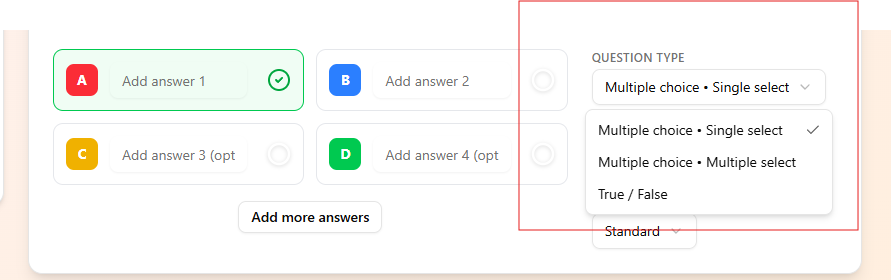 A Add answer 1
B Add answer 2
C Add answer 3 (opt
D Add answer 4 (opt
Add more answers
QUESTION TYPE
Multiple choice • Single select
Multiple choice • Single select
Multiple choice • Multiple select
True / False
Standard